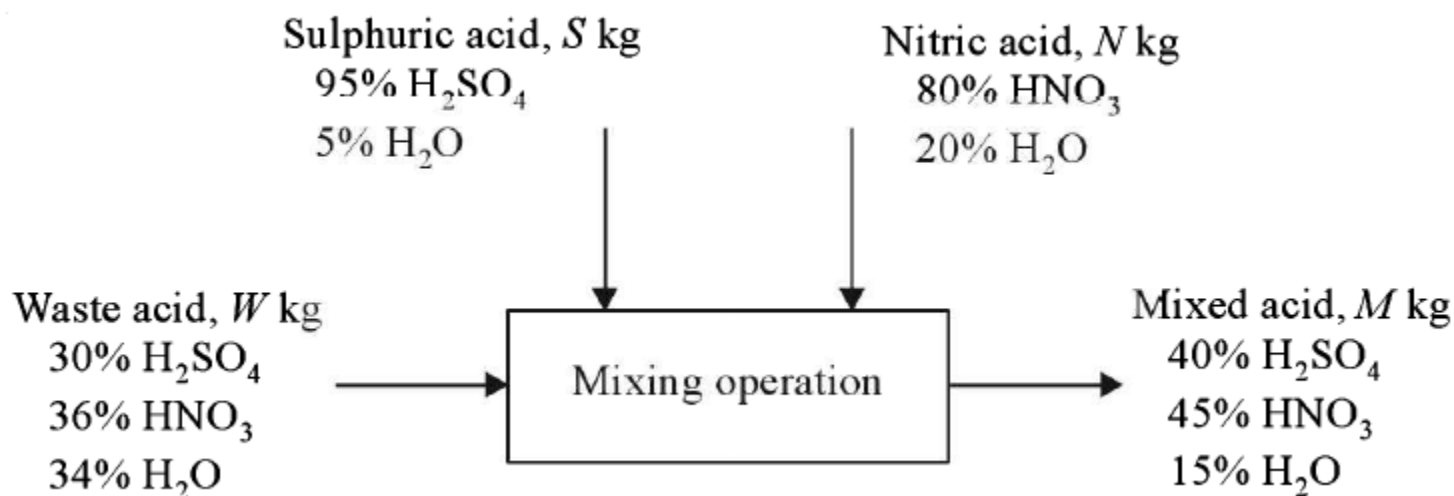 Sulphuric acid, S kg
95% H₂SO₄
5% H₂O
Nitric acid, N kg
80% HNO₃
20% H₂O
Waste acid, W kg
30% H₂SO₄
36% HNO₃
34% H₂O
Mixing operation
Mixed acid, M kg
40% H₂SO₄
45% HNO₃
15% H₂O